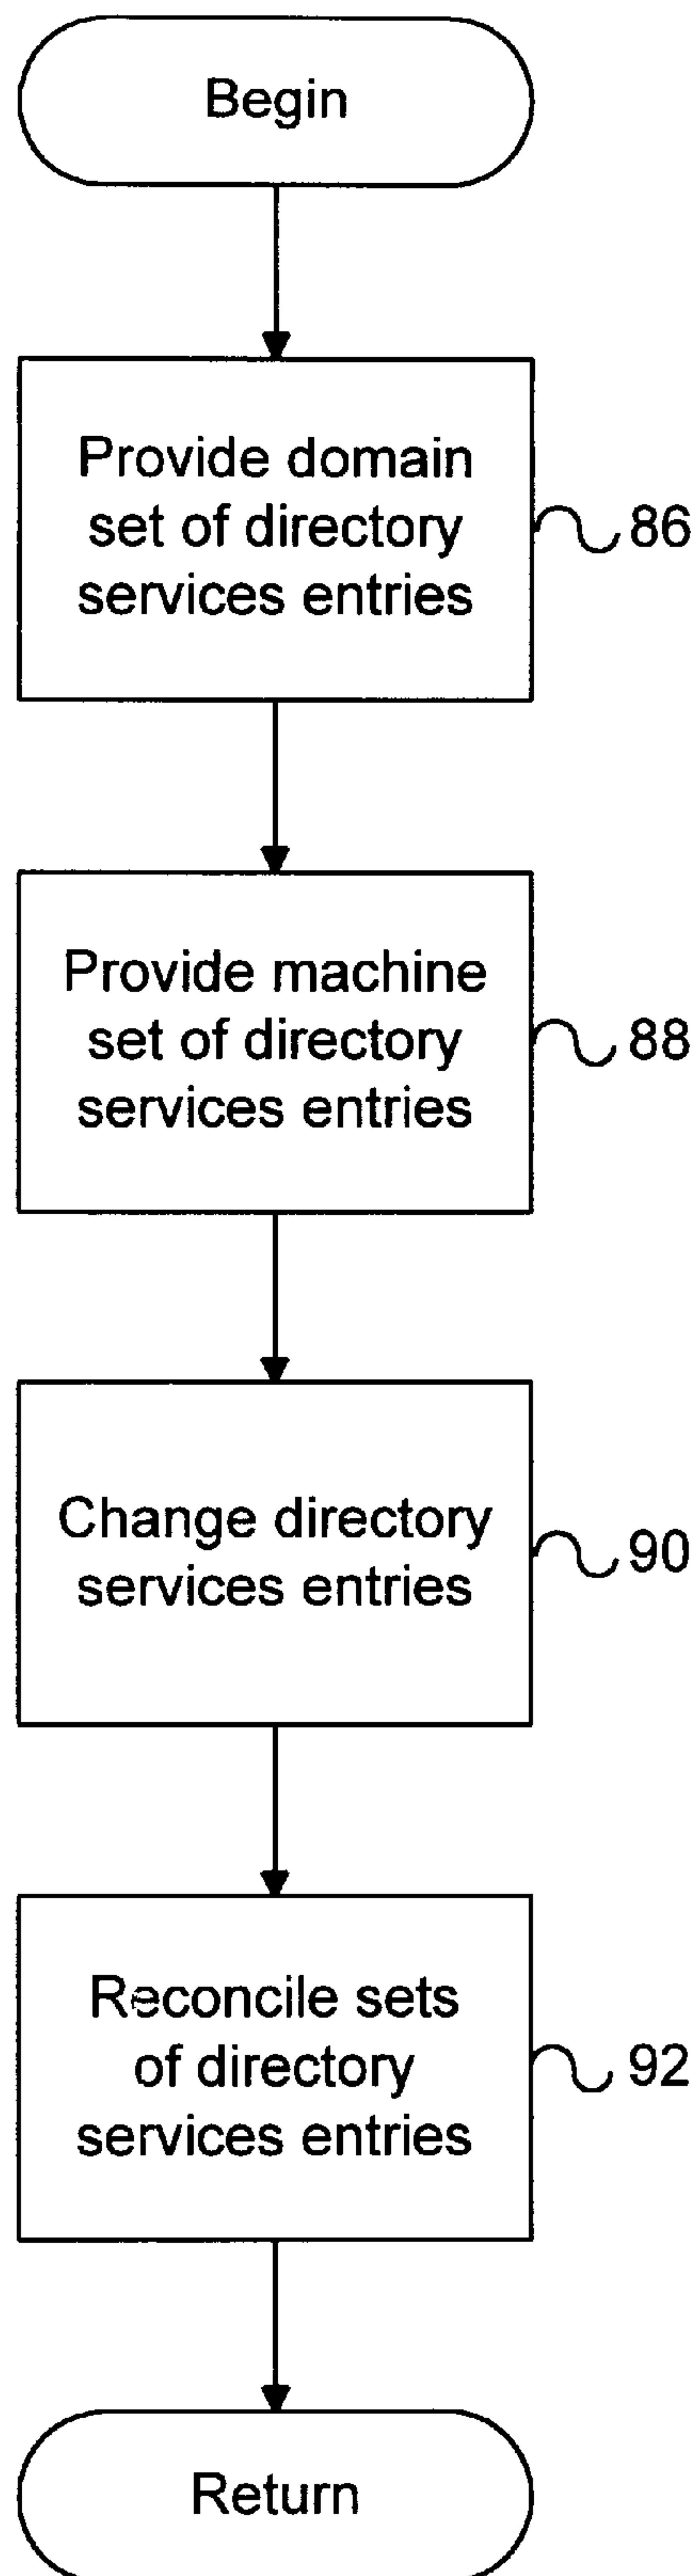 Begin
Provide domain
set of directory
services entries
86
Provide machine
set of directory
services entries
88
Change directory
services entries
90
Reconcile sets
of directory
services entries
92
Return